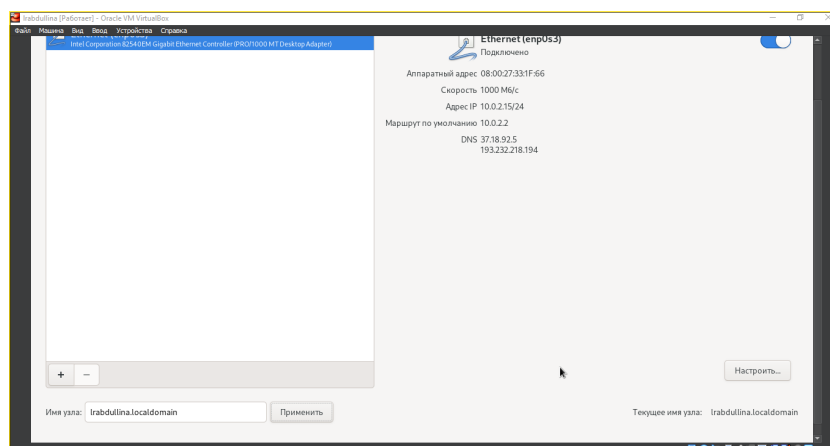 lrabdullina [Работает] - Oracle VM VirtualBox
Файл Машина Вид Ввод Устройства Справка
Intel Corporation 82540EM Gigabit Ethernet Controller (PRO/1000 MT Desktop Adapter)
Ethernet (enp0s3)
Подключено
Аппаратный адрес 08:00:27:33:1F:66
Скорость 1000 Мб/с
Адрес IP 10.0.2.15/24
Маршрут по умолчанию 10.0.2.2
DNS 37.18.92.5
193.232.218.194
+ −
Настроить...
Имя узла: lrabdullina.localdomain Применить Текущее имя узла: lrabdullina.localdomain